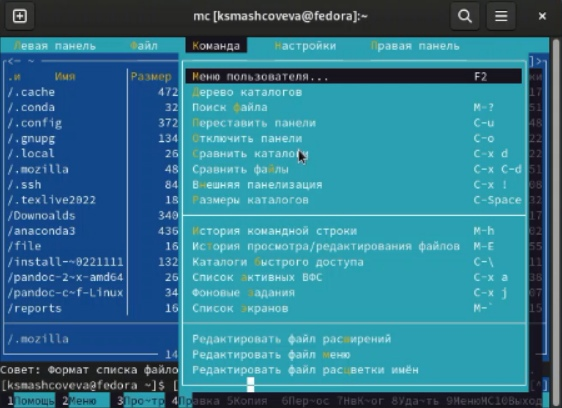 mc [ksmashcoveva@fedora]:~
Левая панель Файл Команда Настройки Правая панель
<- ~
.и Имя Размер
/.cache 472
/.conda 32
/.config 372
/.gnupg 134
/.local 26
/.mozilla 48
/.ssh 84
/.texlive2022 18
/Downoalds 340
/anaconda3 436
/file 16
/install-~0221111 132
/pandoc-2~x-amd64 26
/pandoc-c~f-Linux 34
/reports 16
/.mozilla
14
Меню пользователя... F2
Дерево каталогов
Поиск файла M-?
Переставить панели C-u
Отключить панели C-o
Сравнить каталоги C-x d
Сравнить файлы C-x C-d
Внешняя панелизация C-x !
Размеры каталогов C-Space
История командной строки M-h
История просмотра/редактирования файлов M-E
Каталоги быстрого доступа C-\
Список активных ВФС C-x a
Фоновые задания C-x j
Список экранов M-`
Редактировать файл расширений
Редактировать файл меню
Редактировать файл расцветки имён
Совет: Формат списка файло
[ksmashcoveva@fedora ~]$ [ [^]
1Помощь 2Меню 3Про~тр 4Правка 5Копия 6Пер~ос 7НвК~ог 8Уда~ть 9МенюMC 10Выход